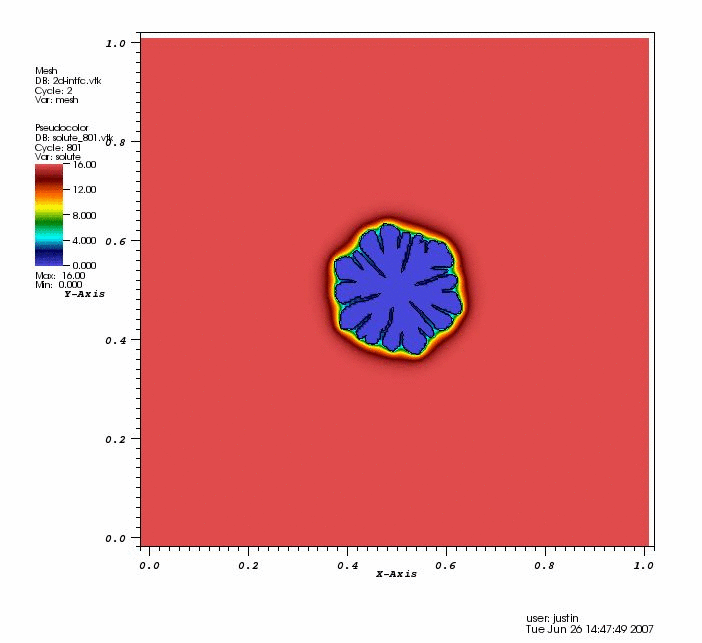 Mesh
DB: 2d-intfc.vtk
Cycle: 2
Var: mesh
Pseudocolor
DB: solute_801.vtk
Cycle: 801
Var: solute
16.00
12.00
8.000
4.000
0.000
Max: 16.00
Min: 0.000
Y-Axis
1.0
0.8
0.6
0.4
0.2
0.0
0.0 0.2 0.4 0.6 0.8 1.0
X-Axis
user: justin
Tue Jun 26 14:47:49 2007